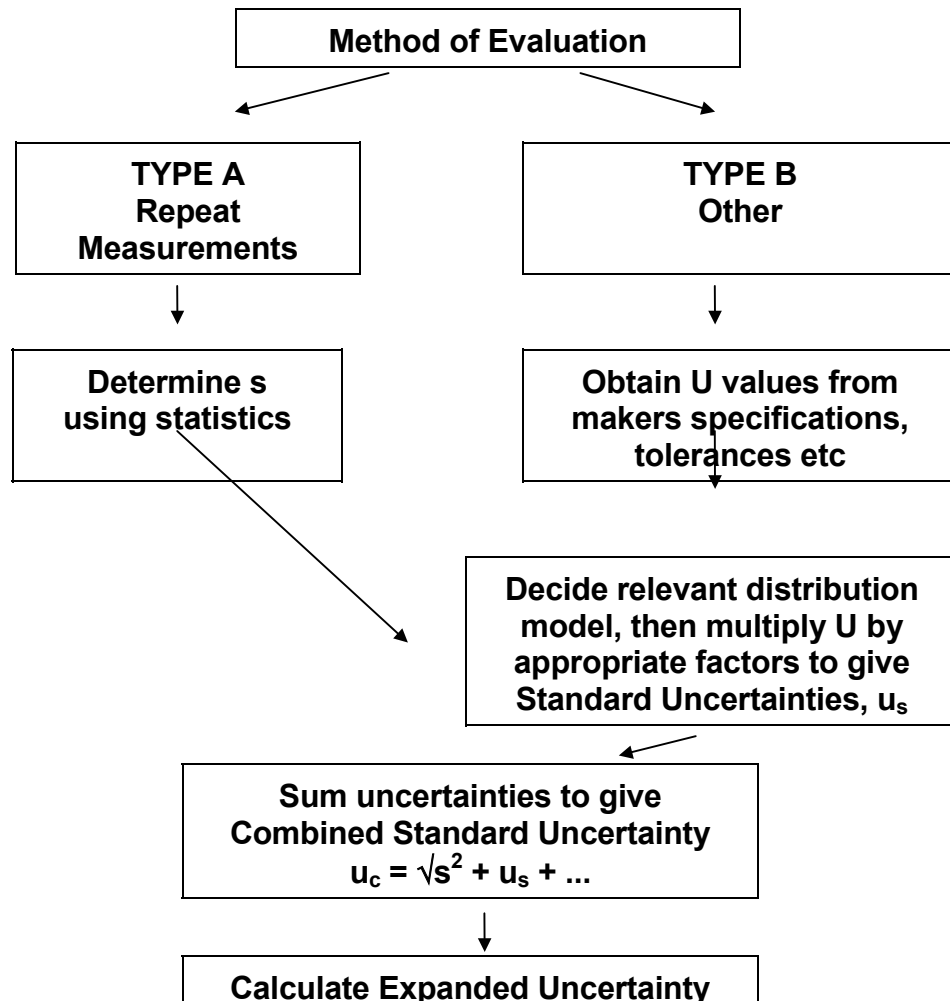 Method of Evaluation
TYPE A
Repeat
Measurements
TYPE B
Other
Determine s
using statistics
Obtain U values from
makers specifications,
tolerances etc
Decide relevant distribution
model, then multiply U by
appropriate factors to give
Standard Uncertainties, uₛ
Sum uncertainties to give
Combined Standard Uncertainty
u_c = √s² + uₛ + ...
Calculate Expanded Uncertainty